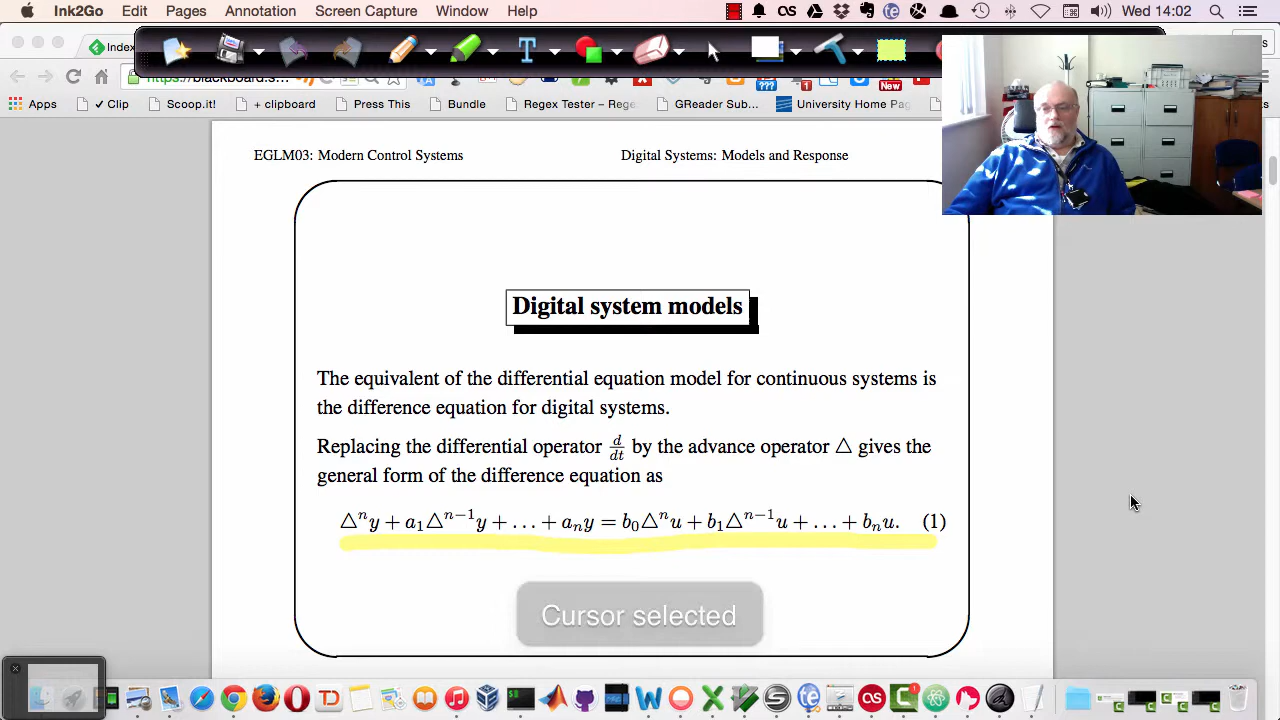 Ink2Go Edit Pages Annotation Screen Capture Window Help Wed 14:02
Index
https://blackboard.s...
??? New
Apps ✓ Clip Scoop.it! + clipboard Press This Bundle Regex Tester – Rege GReader Sub... University Home Pag
EGLM03: Modern Control Systems Digital Systems: Models and Response
Digital system models
The equivalent of the differential equation model for continuous systems is
the difference equation for digital systems.
Replacing the differential operator d/dt by the advance operator △ gives the
general form of the difference equation as
△ⁿy + a₁△ⁿ⁻¹y + … + aₙy = b₀△ⁿu + b₁△ⁿ⁻¹u + … + bₙu. (1)
Cursor selected